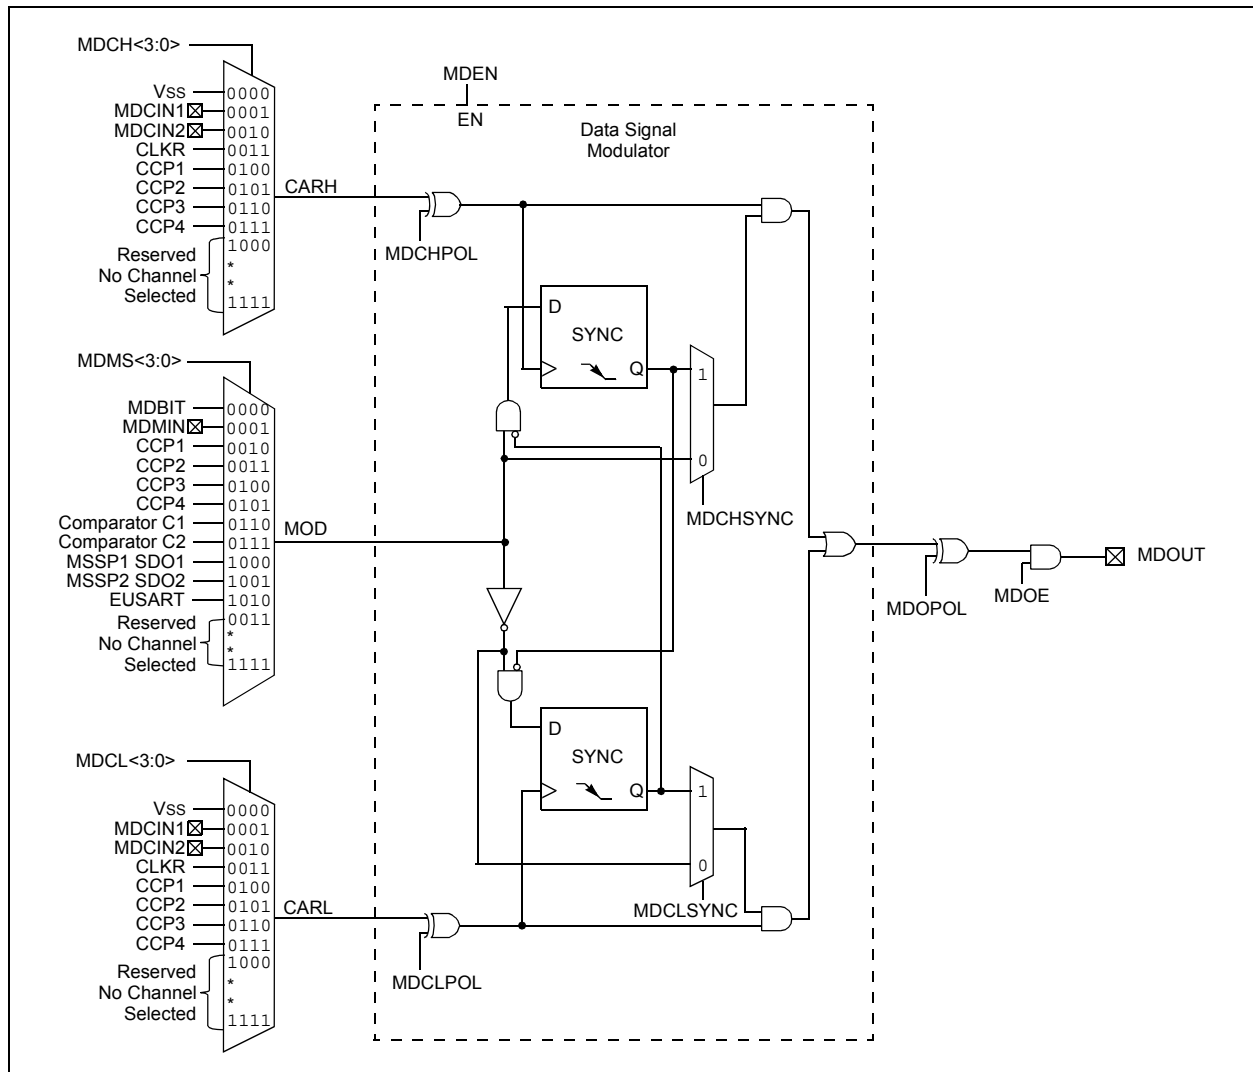 MDCH<3:0>
VSS 0000
MDCIN1 0001
MDCIN2 0010
CLKR 0011
CCP1 0100
CCP2 0101
CCP3 0110
CCP4 0111
Reserved
No Channel
Selected
1000
*
*
1111
CARH
MDCHPOL
MDEN
EN
Data Signal
Modulator
D
SYNC
Q
1
0
MDCHSYNC
MDMS<3:0>
MDBIT 0000
MDMIN 0001
CCP1 0010
CCP2 0011
CCP3 0100
CCP4 0101
Comparator C1 0110
Comparator C2 0111
MSSP1 SDO1 1000
MSSP2 SDO2 1001
EUSART 1010
Reserved
No Channel
Selected
0011
*
*
1111
MOD
MDOPOL
MDOE
MDOUT
D
SYNC
Q
1
0
MDCLSYNC
MDCL<3:0>
VSS 0000
MDCIN1 0001
MDCIN2 0010
CLKR 0011
CCP1 0100
CCP2 0101
CCP3 0110
CCP4 0111
Reserved
No Channel
Selected
1000
*
*
1111
CARL
MDCLPOL